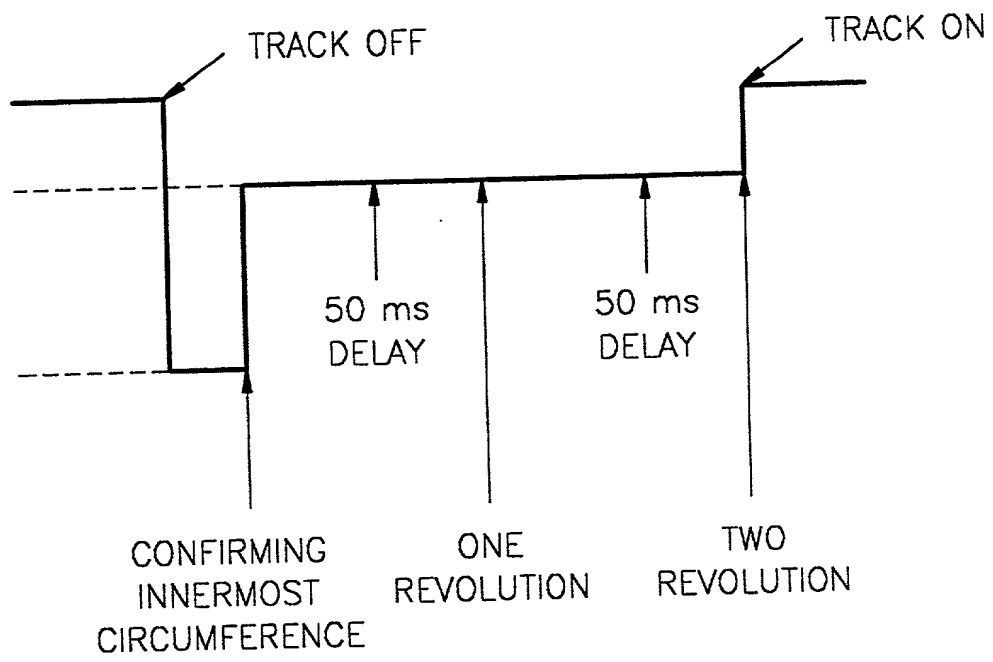 TRACK OFF
TRACK ON
50 ms
DELAY
50 ms
DELAY
CONFIRMING
INNERMOST
CIRCUMFERENCE
ONE
REVOLUTION
TWO
REVOLUTION